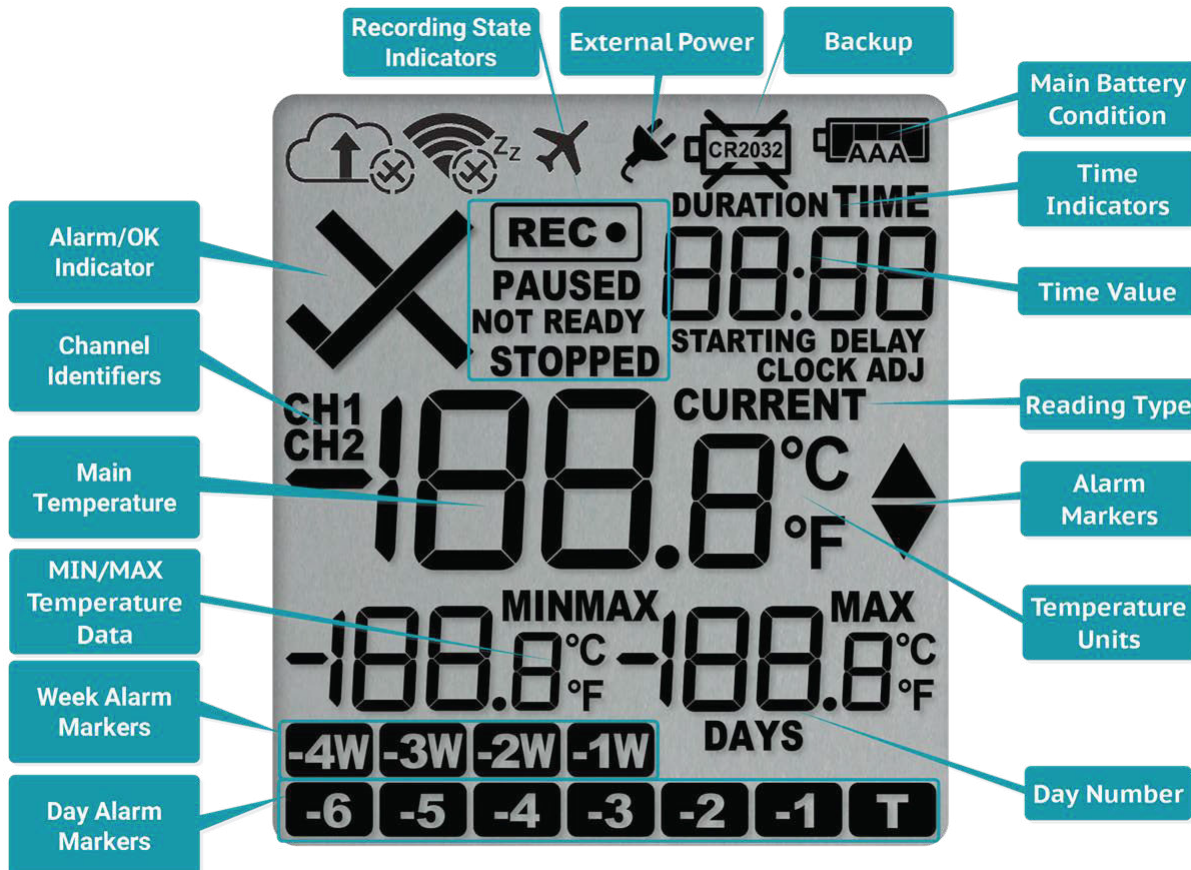 Recording State
Indicators
External Power
Backup
Main Battery
Condition
Time
Indicators
Time Value
Reading Type
Alarm
Markers
Temperature
Units
Day Number
Alarm/OK
Indicator
Channel
Identifiers
Main
Temperature
MIN/MAX
Temperature
Data
Week Alarm
Markers
Day Alarm
Markers
Zz
CR2032
AAA
DURATION TIME
REC
88:88
PAUSED
NOT READY
STOPPED
STARTING DELAY
CLOCK ADJ
CURRENT
CH1
CH2
-188.8 °C
°F
MINMAX
MAX
-188.8 °C
°F
-188.8 °C
°F
DAYS
-4W -3W -2W -1W
-6 -5 -4 -3 -2 -1 T